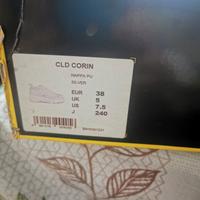 CLD CORIN
NAPPA PU
SILVER
EUR 38
UK 5
US 7.5
J 240